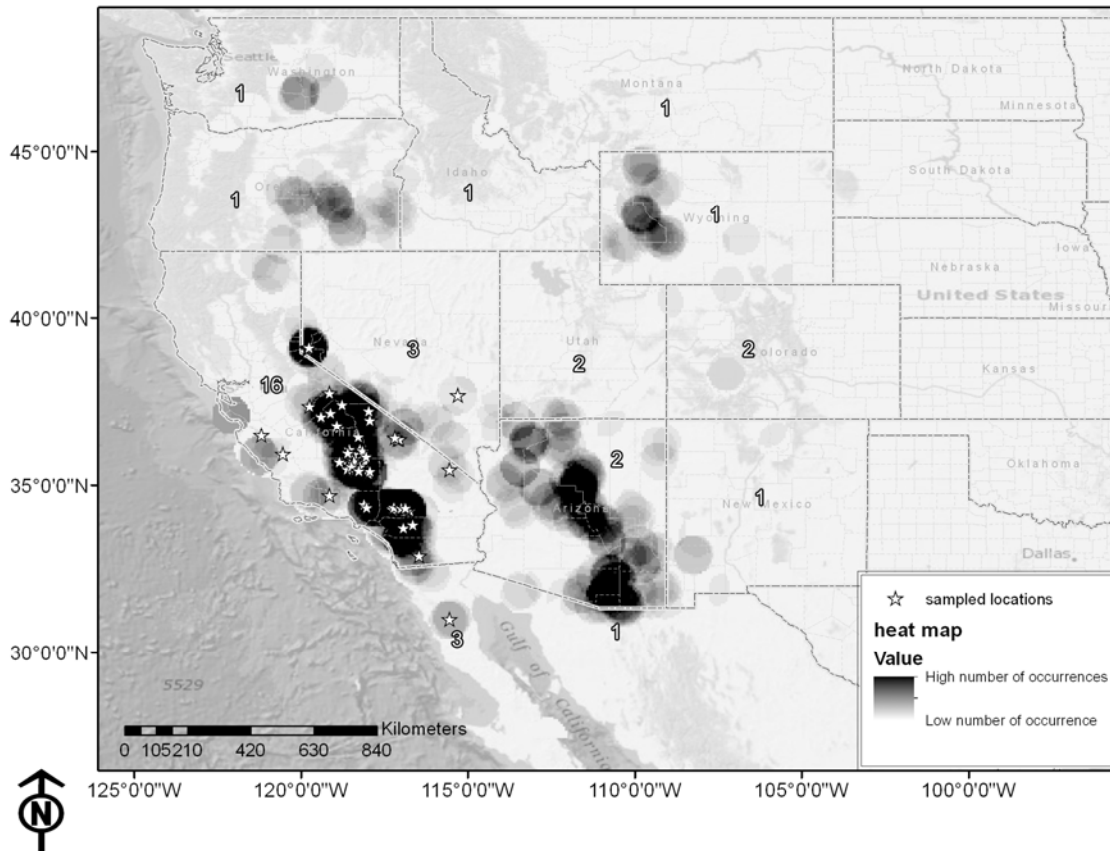 Seattle
Washington
1
Montana
1
North Dakota
Minnesota
45°0'0"N
Idaho
1
1
South Dakota
Wyoming
1
Iowa
Nebraska
United States
Missouri
40°0'0"N
Nevada
3
Utah
2
Colorado
2
Kansas
16
California
2
Oklahoma
35°0'0"N
Arizona
New Mexico
1
Dallas
1
3
30°0'0"N
Gulf of
California
5529
sampled locations
heat map
Value
High number of occurrences
Low number of occurrence
Kilometers
0 105 210 420 630 840
125°0'0"W 120°0'0"W 115°0'0"W 110°0'0"W 105°0'0"W 100°0'0"W
N